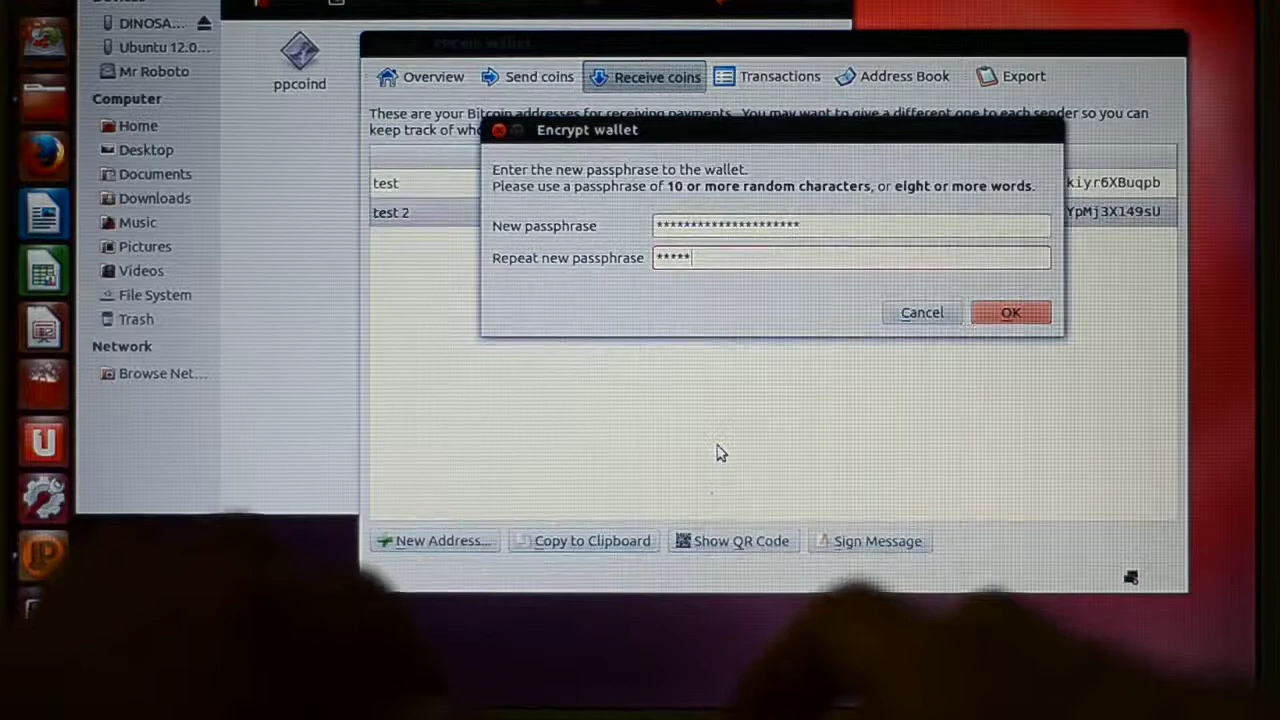 DINOSA...
Ubuntu 12.0...
Mr Roboto
Computer
Home
Desktop
Documents
Downloads
Music
Pictures
Videos
File System
Trash
Network
Browse Net...
ppcoind
PPCoin Wallet
Overview
Send coins
Receive coins
Transactions
Address Book
Export
These are your Bitcoin addresses for receiving payments. You may want to give a different one to each sender so you can
keep track of who
Encrypt wallet
Enter the new passphrase to the wallet.
Please use a passphrase of 10 or more random characters, or eight or more words.
New passphrase
*********************
Repeat new passphrase
*****
Cancel
OK
test
kiyr6XBuqpb
test 2
YpMj3X149sU
New Address...
Copy to Clipboard
Show QR Code
Sign Message